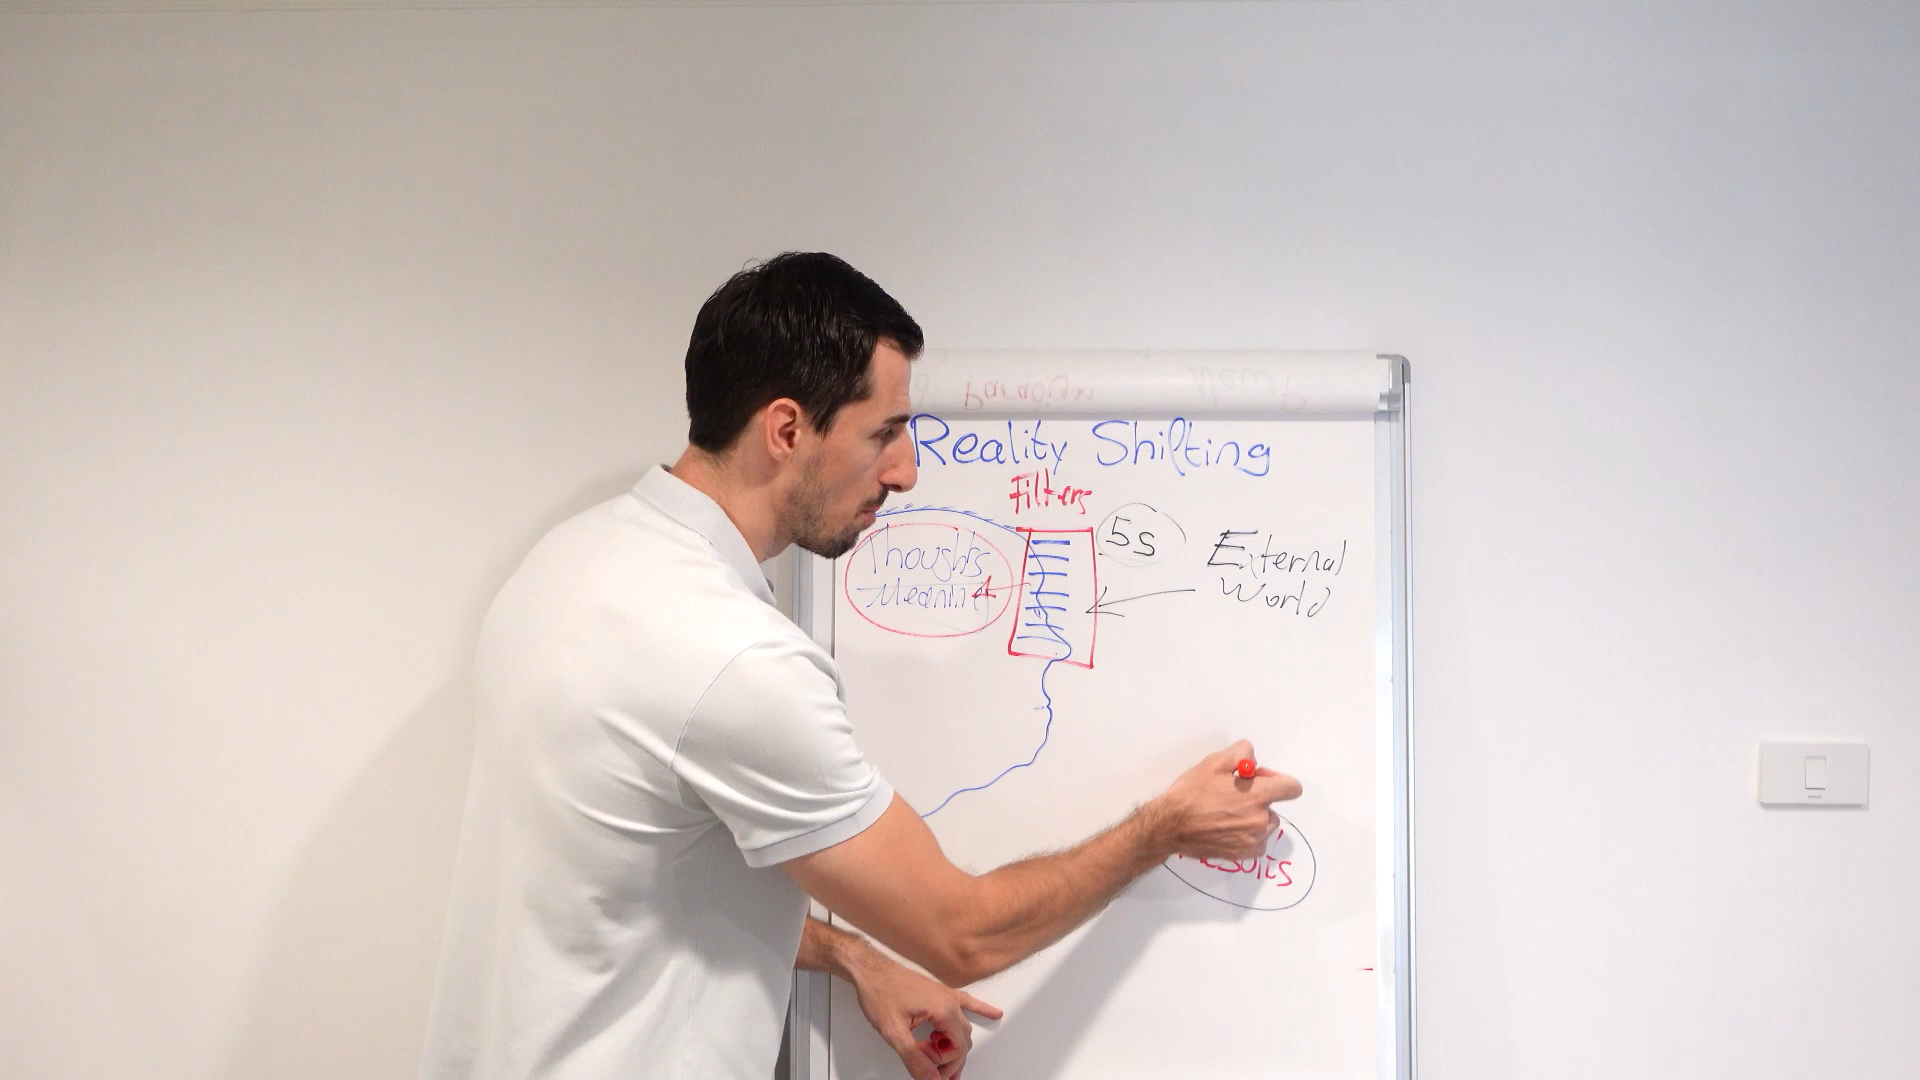 Reality Shifting
Filters
5s
External
World
Thoughts
Meaning
Results